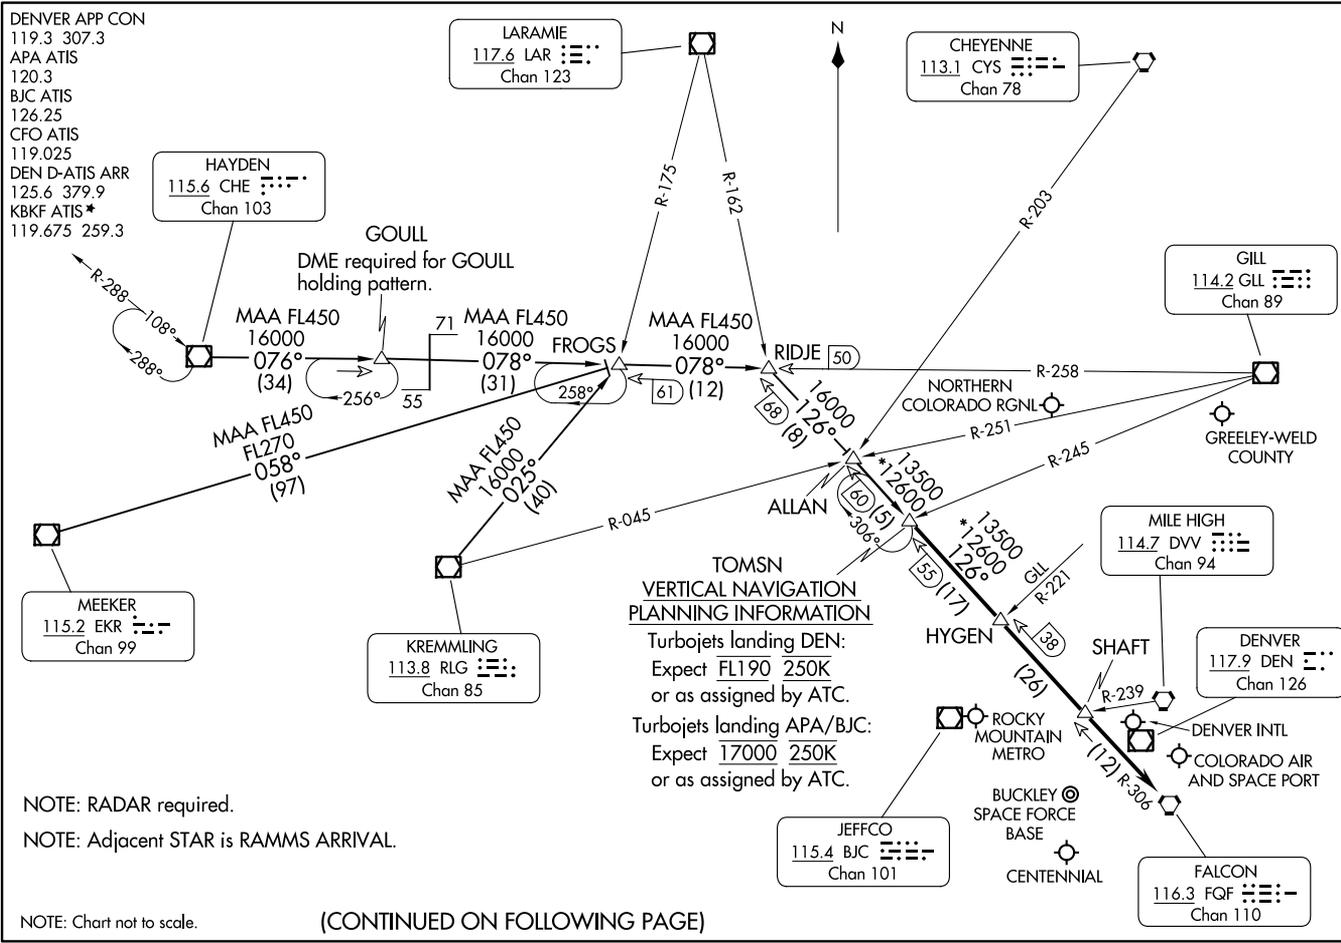 DENVER APP CON
119.3 307.3
APA ATIS
120.3
BJC ATIS
126.25
CFO ATIS
119.025
DEN D-ATIS ARR
125.6 379.9
KBKF ATIS*
119.675 259.3
LARAMIE
117.6 LAR
Chan 123
N
CHEYENNE
113.1 CYS
Chan 78
HAYDEN
115.6 CHE
Chan 103
GOULL
DME required for GOULL
holding pattern.
R-175
R-162
R-203
GILL
114.2 GLL
Chan 89
R-288
108°
288°
MAA FL450
16000
076°
(34)
256°
71
55
MAA FL450
16000
078°
(31)
FROGS
258°
61
MAA FL450
16000
078°
(12)
RIDJE
50
R-258
68
16000
126°
(8)
NORTHERN
COLORADO RGNL
R-251
R-245
GREELEY-WELD
COUNTY
MAA FL450
FL270
058°
(97)
MAA FL450
16000
025°
(40)
R-045
ALLAN
60
(5)
306°
13500
*12600
55
(17)
13500
*12600
126°
GLL
R-221
MILE HIGH
114.7 DVV
Chan 94
TOMSN
VERTICAL NAVIGATION
PLANNING INFORMATION
Turbojets landing DEN:
Expect FL190 250K
or as assigned by ATC.
Turbojets landing APA/BJC:
Expect 17000 250K
or as assigned by ATC.
MEEKER
115.2 EKR
Chan 99
KREMMLING
113.8 RLG
Chan 85
HYGEN
38
(26)
SHAFT
R-239
DENVER
117.9 DEN
Chan 126
ROCKY
MOUNTAIN
METRO
DENVER INTL
COLORADO AIR
AND SPACE PORT
(12)
R-306
BUCKLEY
SPACE FORCE
BASE
CENTENNIAL
JEFFCO
115.4 BJC
Chan 101
FALCON
116.3 FQF
Chan 110
NOTE: RADAR required.
NOTE: Adjacent STAR is RAMMS ARRIVAL.
NOTE: Chart not to scale.
(CONTINUED ON FOLLOWING PAGE)